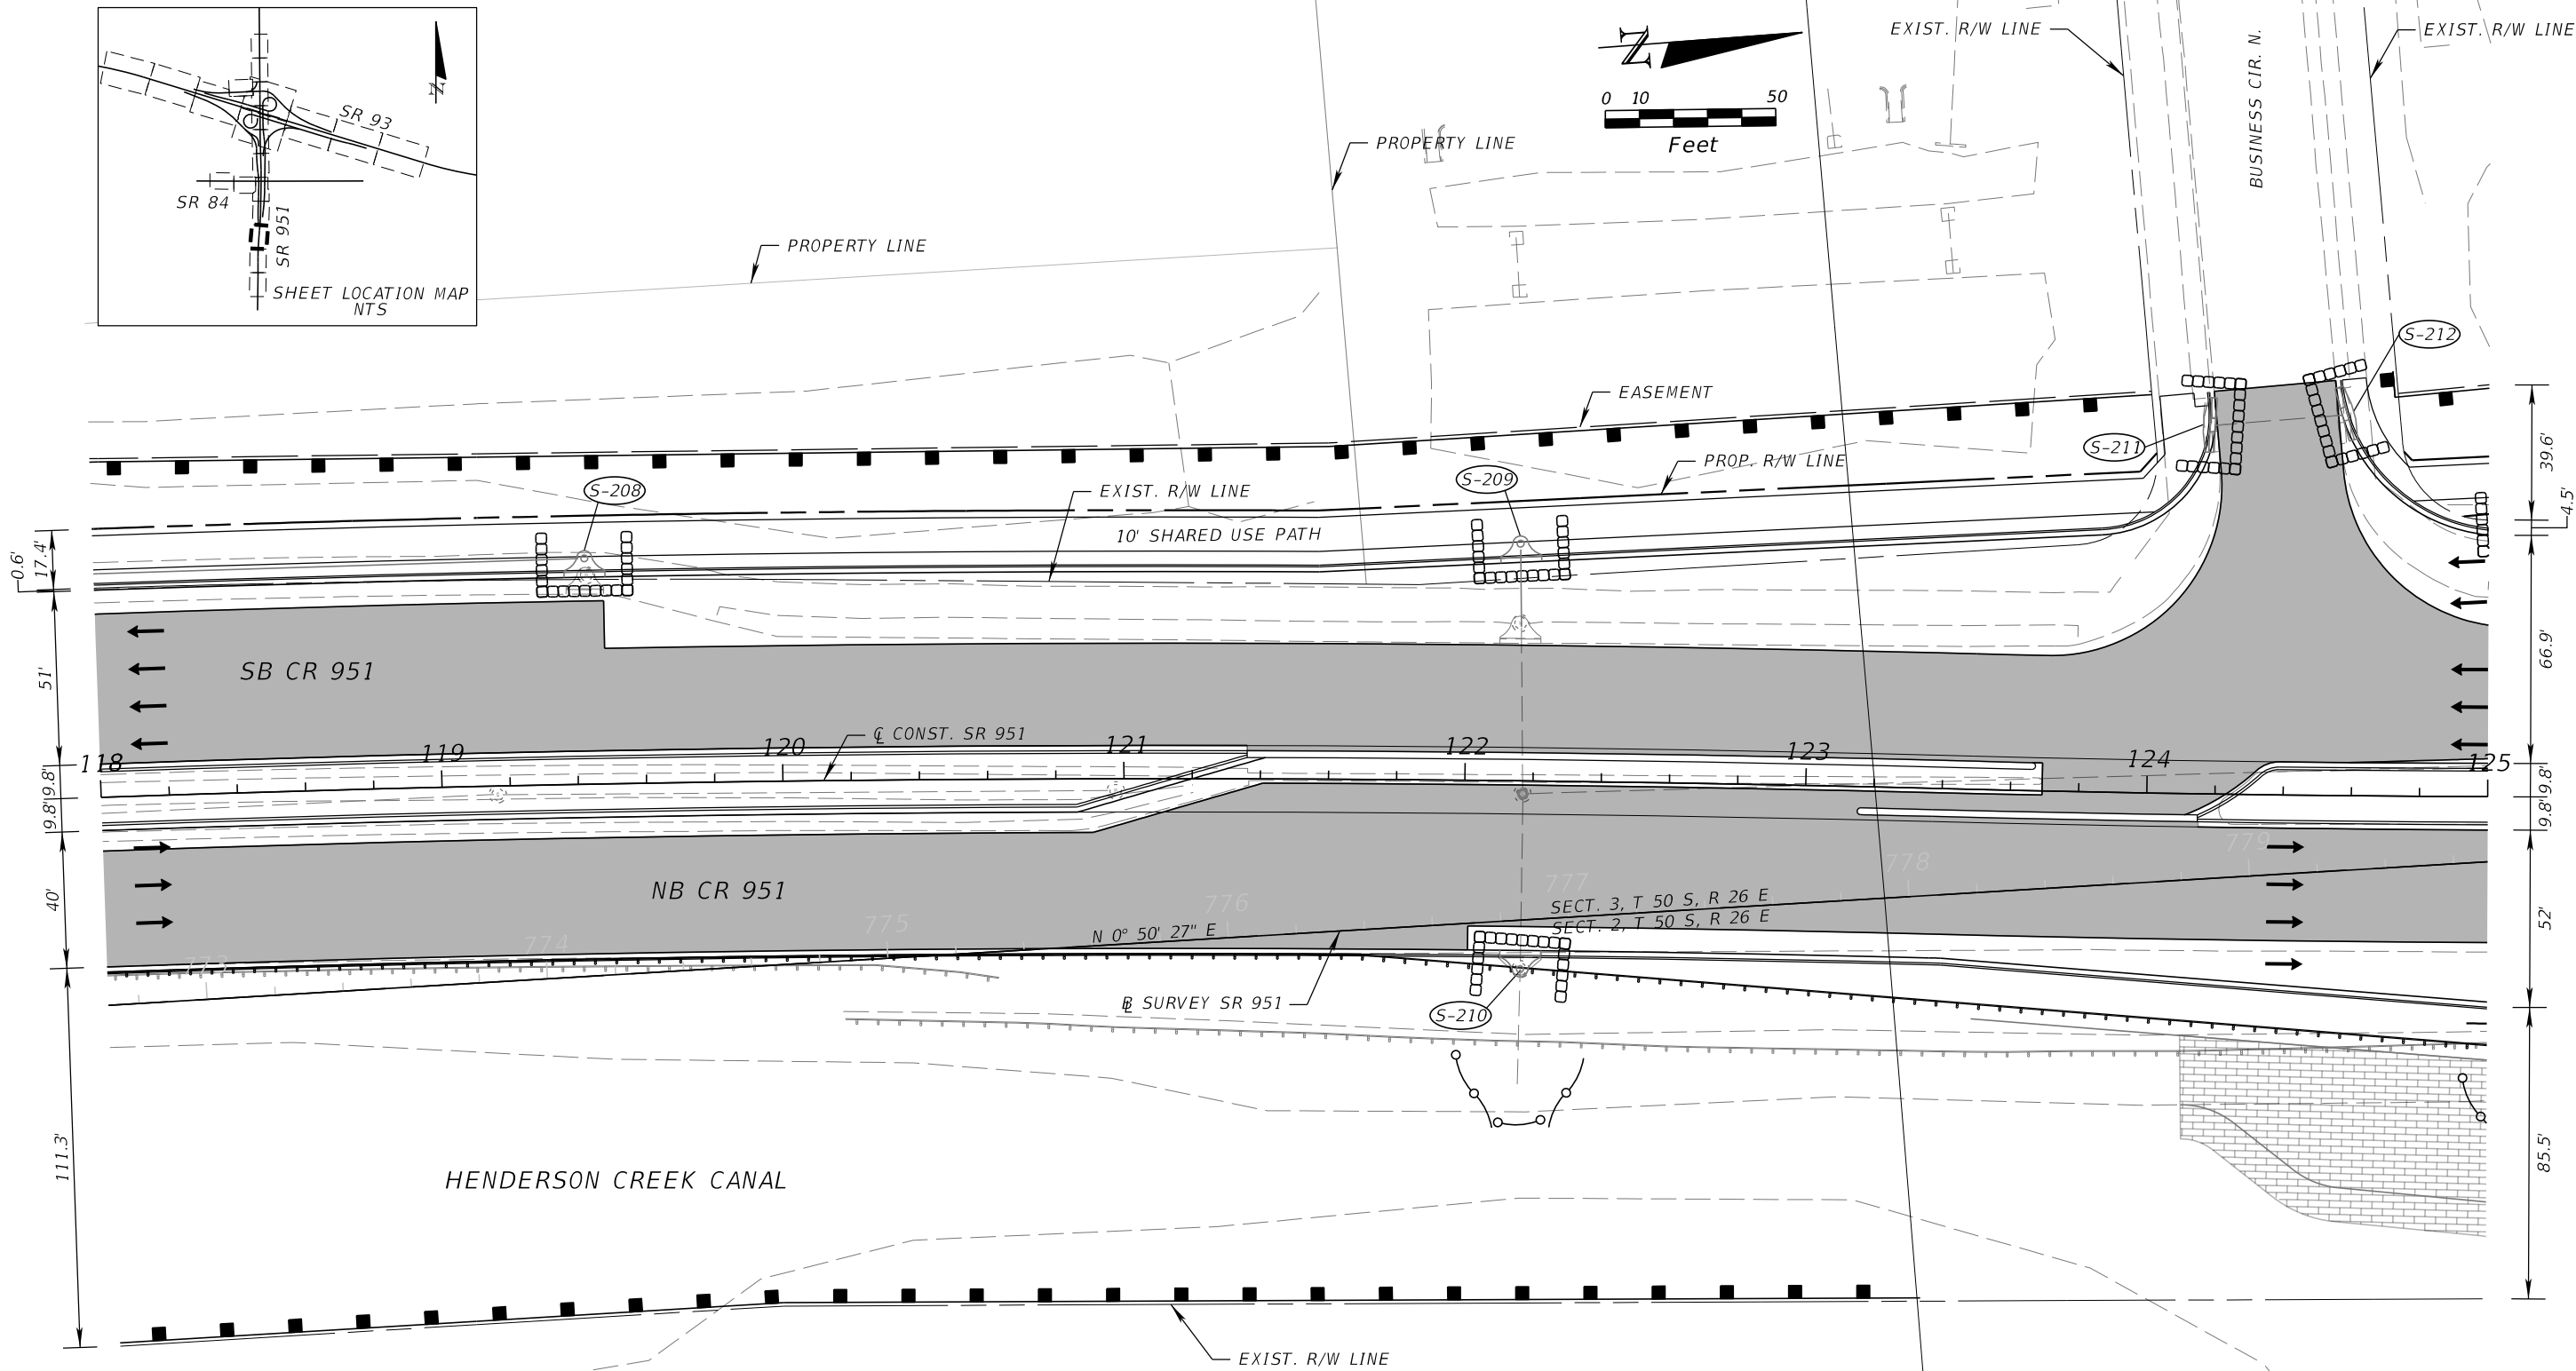 N
SR 93
SR 84
SR 951
SHEET LOCATION MAP
NTS
N
0 10 50
Feet
EXIST. R/W LINE
BUSINESS CIR. N.
EXIST. R/W LINE
PROPERTY LINE
PROPERTY LINE
S-212
EASEMENT
S-211
PROP. R/W LINE
S-208
EXIST. R/W LINE
S-209
10' SHARED USE PATH
39.6'
4.5'
0.6'
17.4'
51'
66.9'
SB CR 951
℄ CONST. SR 951
118 119 120 121 122 123 124 125
9.8'
9.8'
9.8'
9.8'
40'
52'
NB CR 951
773 774 775 776 777 778 779
SECT. 3, T 50 S, R 26 E
SECT. 2, T 50 S, R 26 E
N 0° 50' 27" E
BL SURVEY SR 951
S-210
111.3'
85.5'
HENDERSON CREEK CANAL
EXIST. R/W LINE